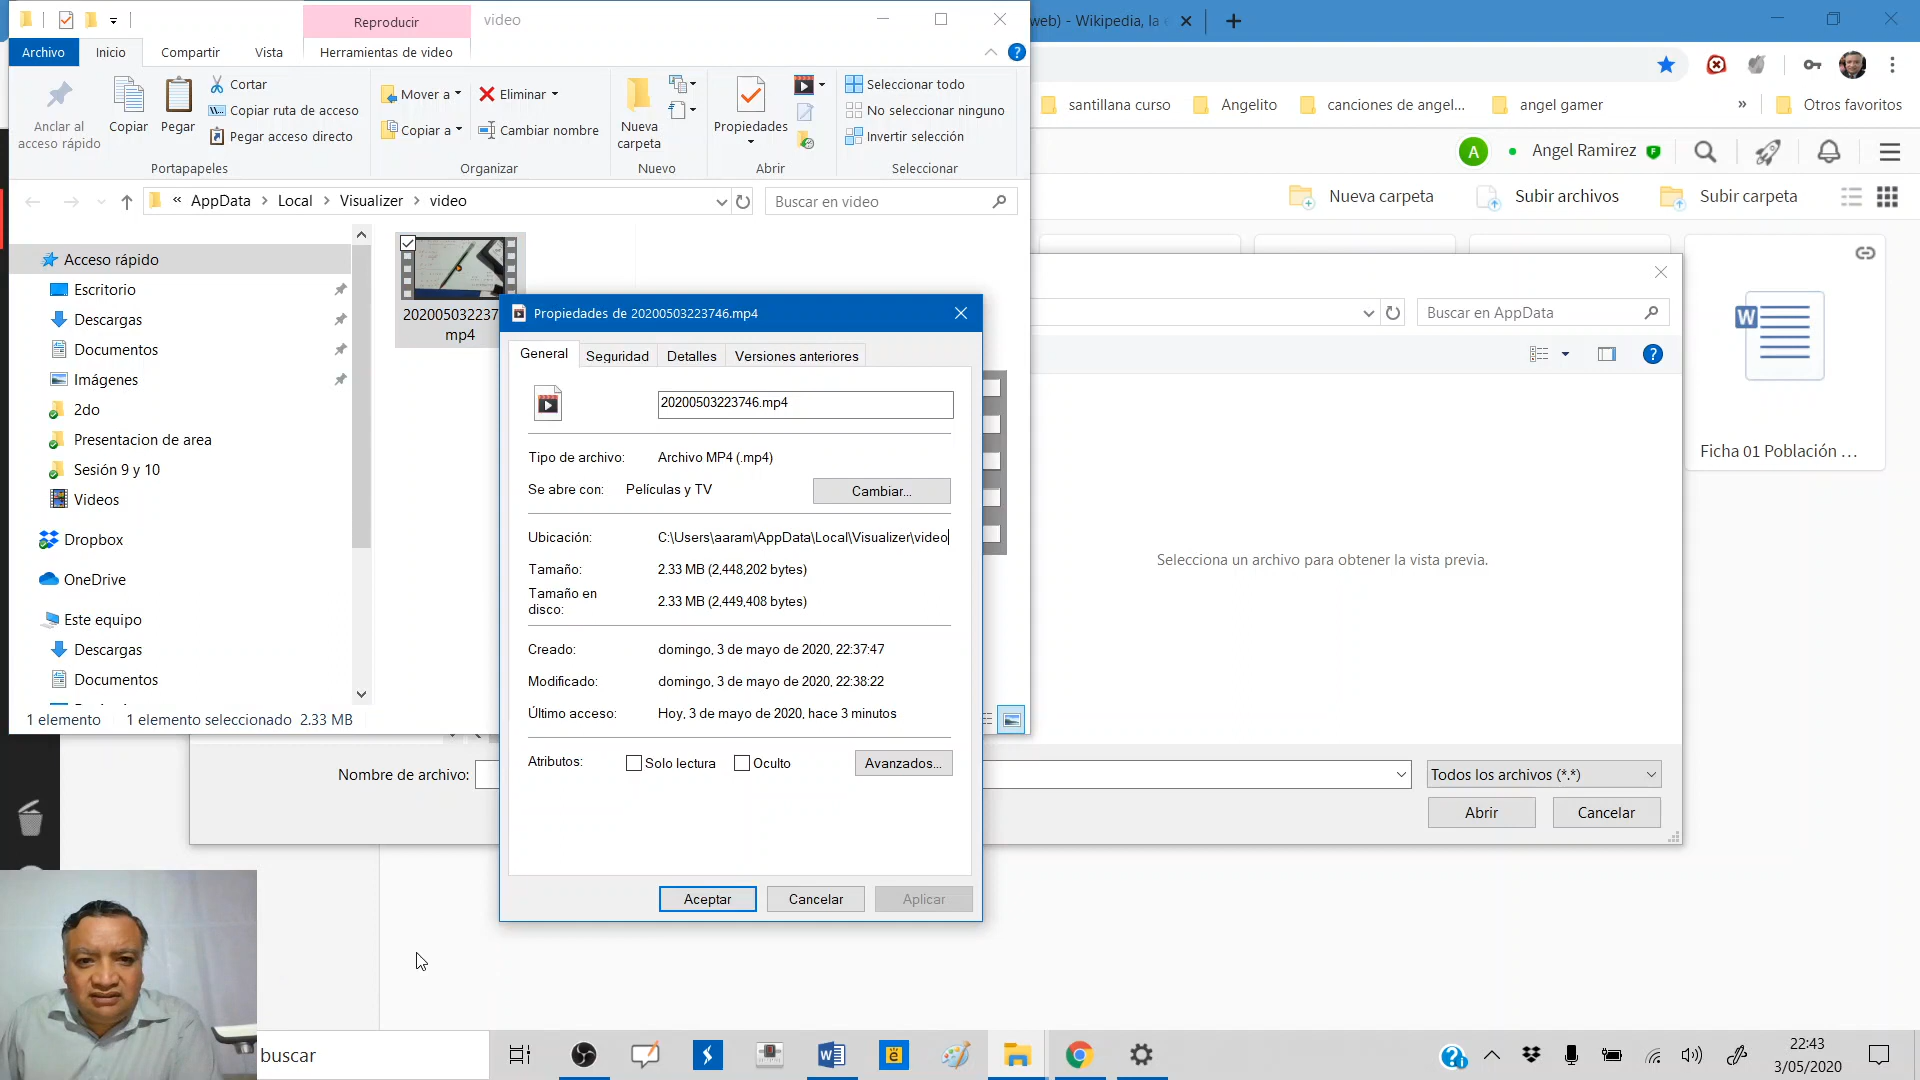 Reproducir
video
web) - Wikipedia, la e
Archivo
Inicio
Compartir
Vista
Herramientas de video
Anclar al
acceso rápido
Copiar
Pegar
Cortar
Copiar ruta de acceso
Pegar acceso directo
Portapapeles
Mover a
Copiar a
Eliminar
Cambiar nombre
Organizar
Nueva
carpeta
Nuevo
Propiedades
Abrir
Seleccionar todo
No seleccionar ninguno
Invertir selección
Seleccionar
santillana curso
Angelito
canciones de angel...
angel gamer
»
Otros favoritos
A
Angel Ramirez
Nueva carpeta
Subir archivos
Subir carpeta
« AppData > Local > Visualizer > video
Buscar en video
Acceso rápido
Escritorio
Descargas
Documentos
Imágenes
2do
Presentacion de area
Sesión 9 y 10
Videos
Dropbox
OneDrive
Este equipo
Descargas
Documentos
1 elemento
1 elemento seleccionado 2.33 MB
202005032237
mp4
Propiedades de 20200503223746.mp4
General
Seguridad
Detalles
Versiones anteriores
20200503223746.mp4
Tipo de archivo: Archivo MP4 (.mp4)
Se abre con: Películas y TV
Cambiar...
Ubicación: C:\Users\aaram\AppData\Local\Visualizer\video
Tamaño: 2.33 MB (2,448,202 bytes)
Tamaño en
disco: 2.33 MB (2,449,408 bytes)
Creado: domingo, 3 de mayo de 2020, 22:37:47
Modificado: domingo, 3 de mayo de 2020, 22:38:22
Último acceso: Hoy, 3 de mayo de 2020, hace 3 minutos
Atributos: Solo lectura Oculto
Avanzados...
Aceptar
Cancelar
Aplicar
Buscar en AppData
W
Ficha 01 Población ...
Selecciona un archivo para obtener la vista previa.
Nombre de archivo:
Todos los archivos (*.*)
Abrir
Cancelar
buscar
22:43
3/05/2020